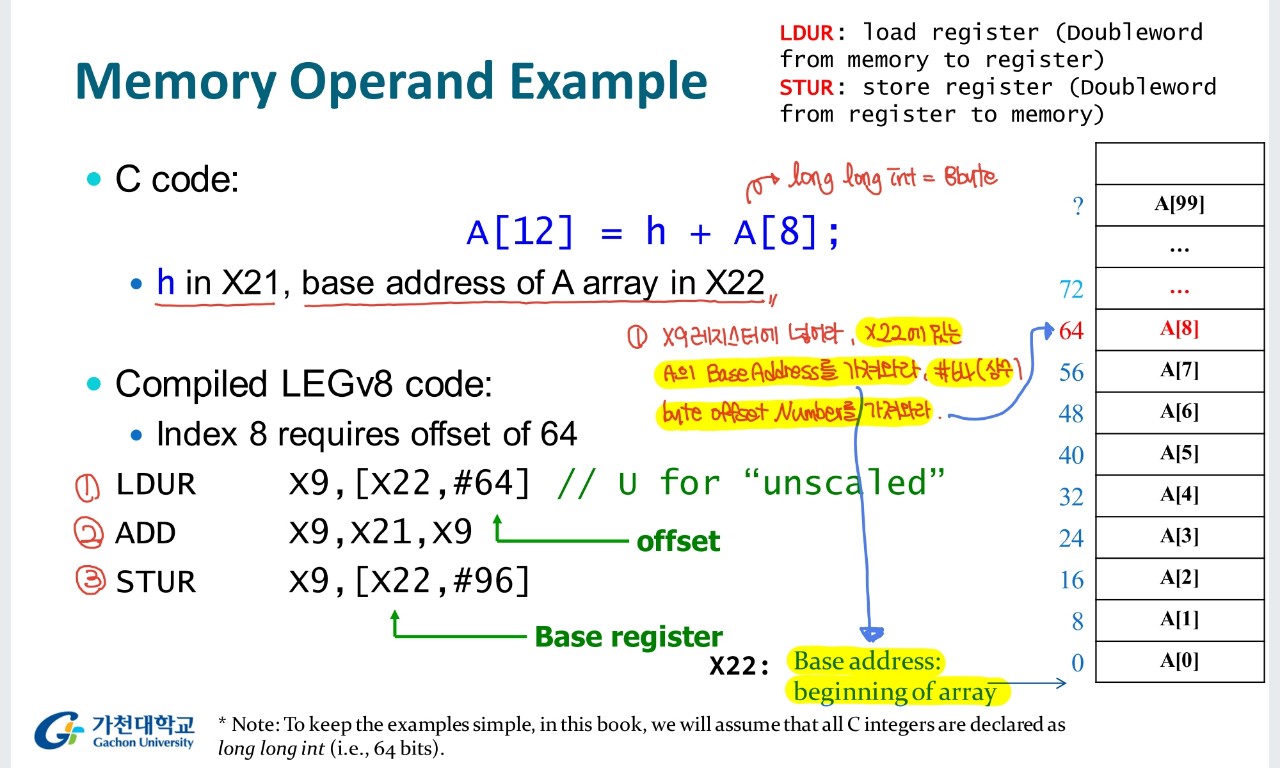 LDUR: load register (Doubleword
from memory to register)
STUR: store register (Doubleword
from register to memory)
Memory Operand Example
C code:
long long int = 8byte
A[12] = h + A[8];
h in X21, base address of A array in X22
① X9레지스터에 넣어라, X22에 있는
A의 Base Address를 가져와라, #64(상수)
byte offset Number를 가져와라.
Compiled LEGv8 code:
Index 8 requires offset of 64
① LDUR X9,[X22,#64] // U for “unscaled”
② ADD X9,X21,X9
offset
③ STUR X9,[X22,#96]
Base register
X22: Base address:
beginning of array
? A[99]
…
72 …
64 A[8]
56 A[7]
48 A[6]
40 A[5]
32 A[4]
24 A[3]
16 A[2]
8 A[1]
0 A[0]
가천대학교
Gachon University
* Note: To keep the examples simple, in this book, we will assume that all C integers are declared as
long long int (i.e., 64 bits).